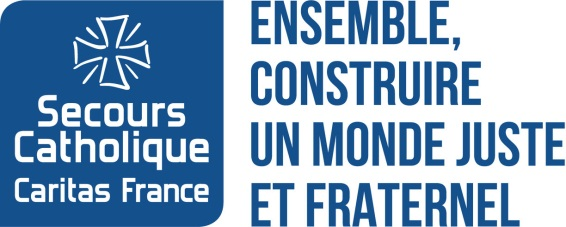 Secours
Catholique
Caritas France
ENSEMBLE,
CONSTRUIRE
UN MONDE JUSTE
ET FRATERNEL